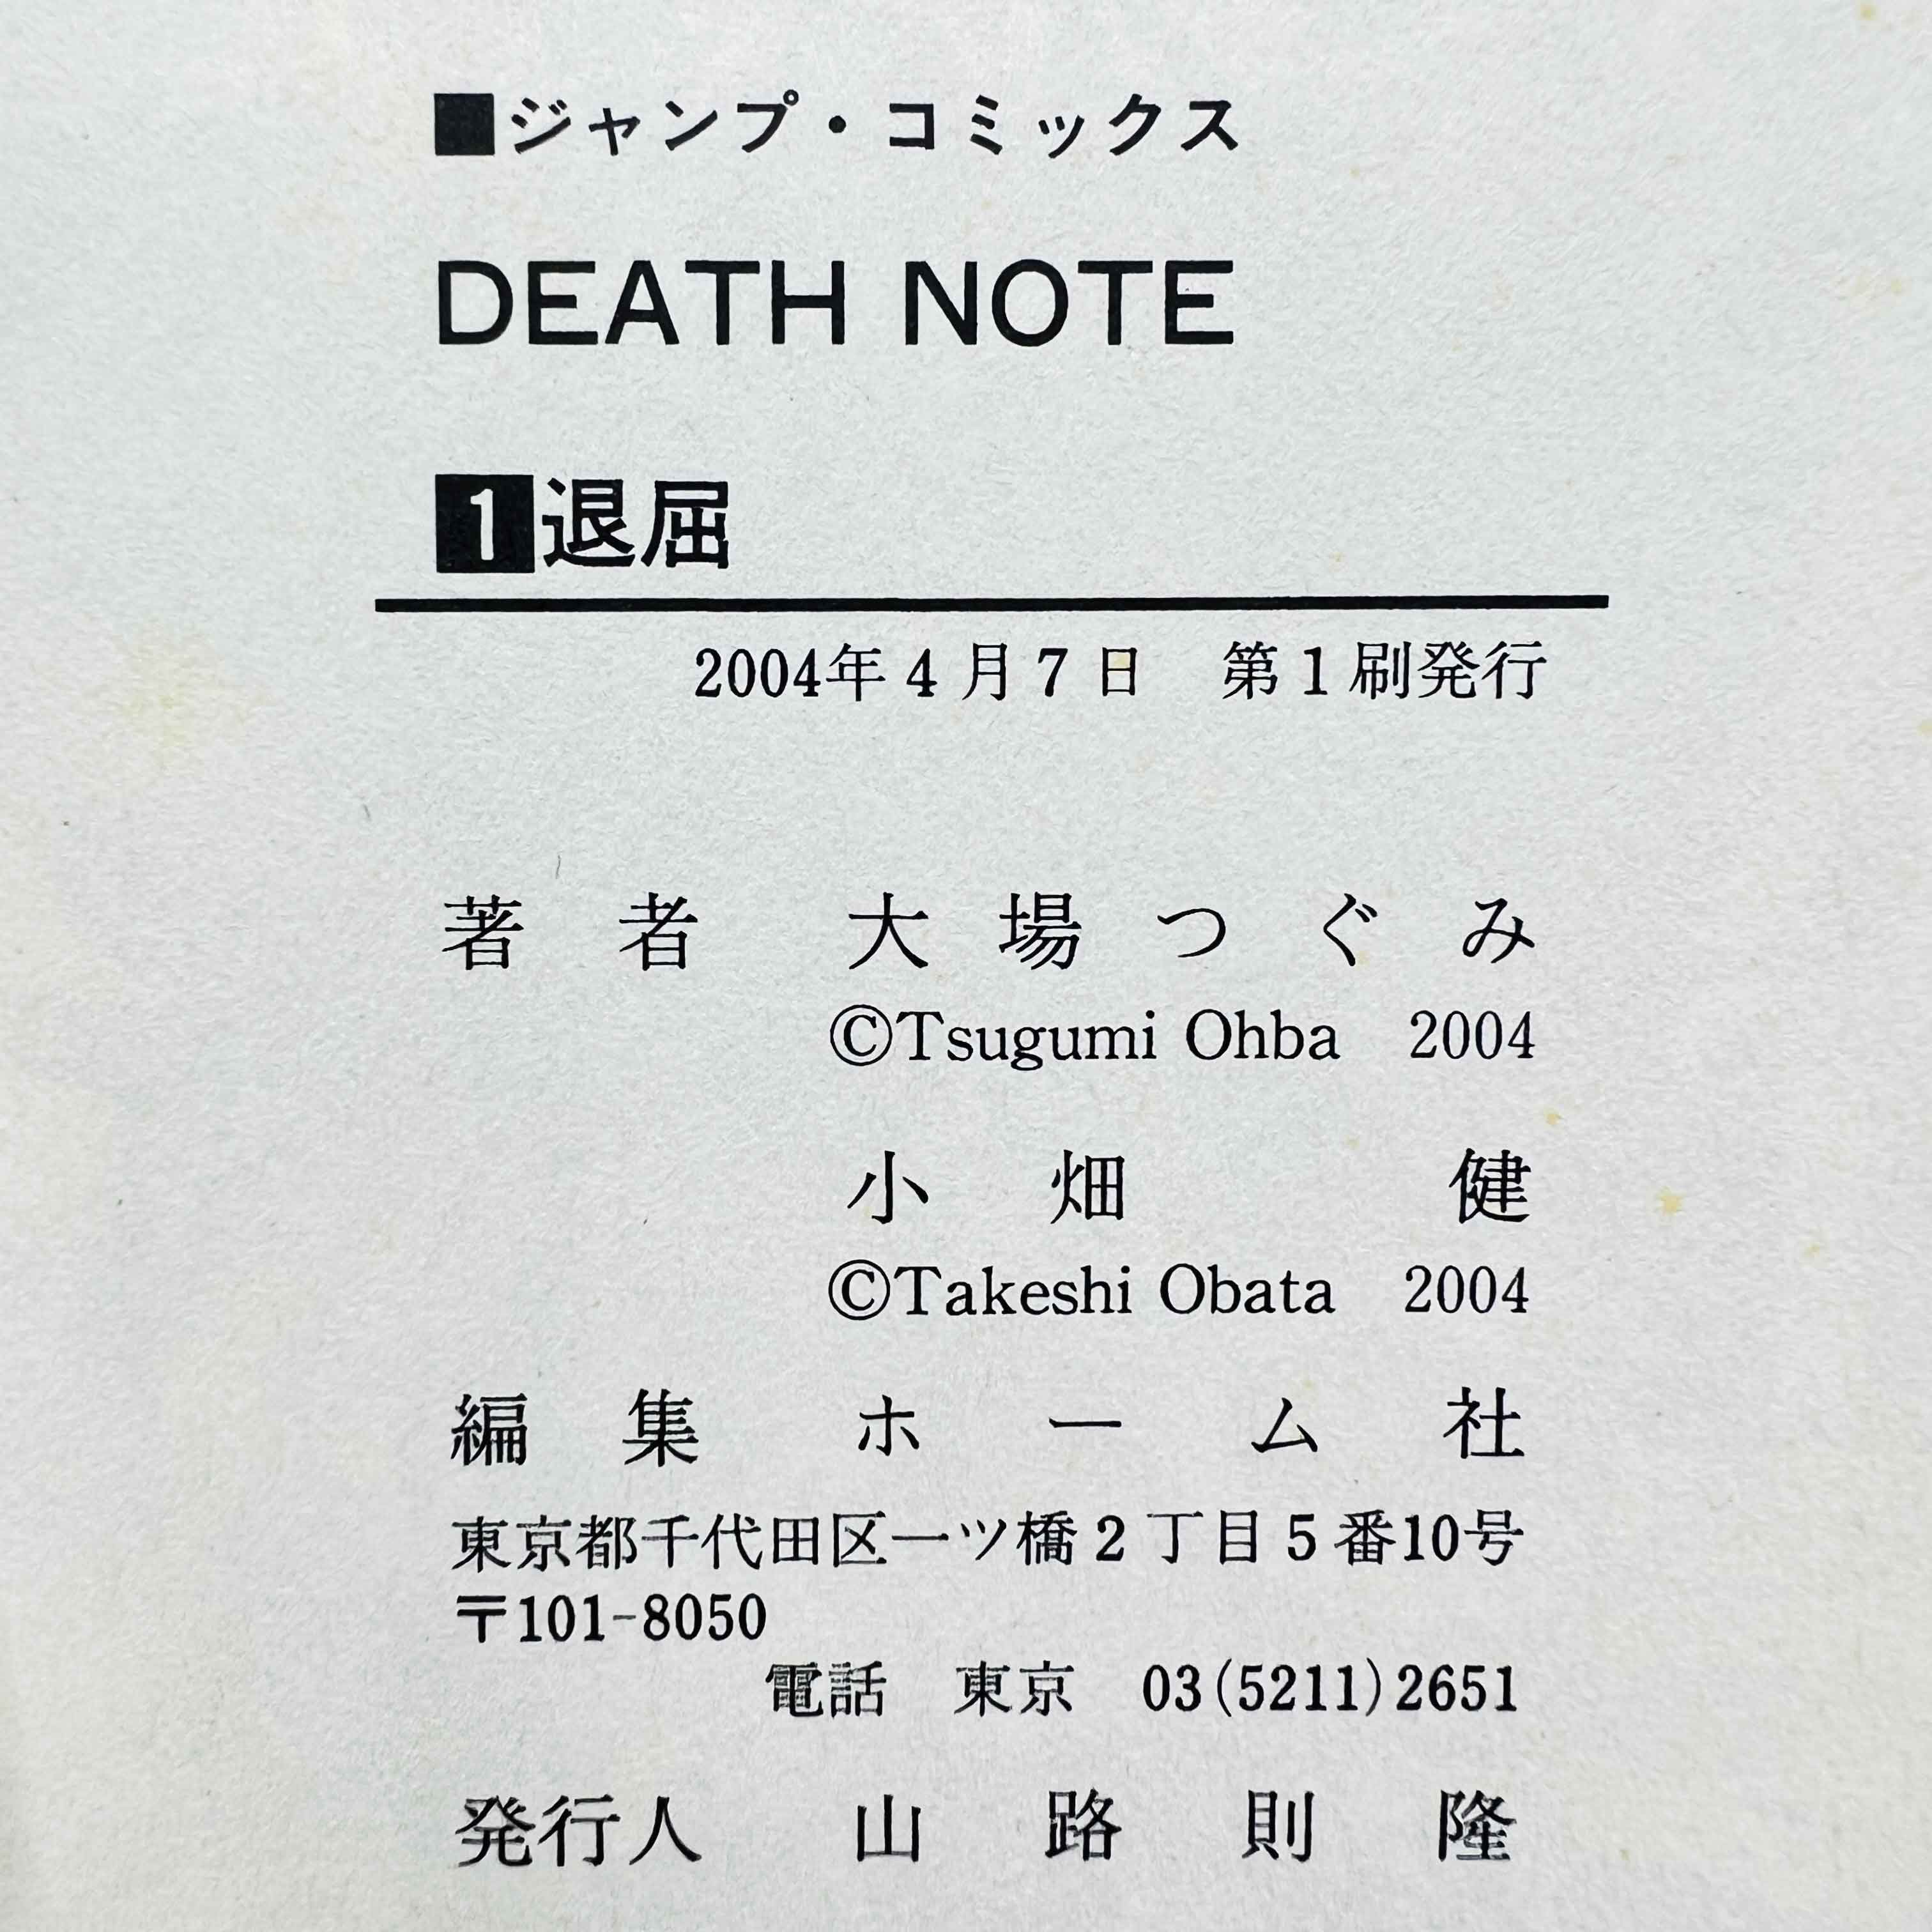 ■ジャンプ・コミックス
DEATH NOTE
1退屈
2004年4月7日　第1刷発行
著者　大場つぐみ
©Tsugumi Ohba　2004
小畑　健
©Takeshi Obata　2004
編集　ホーム社
東京都千代田区一ツ橋2丁目5番10号
〒101-8050
電話　東京　03(5211)2651
発行人　山路則隆